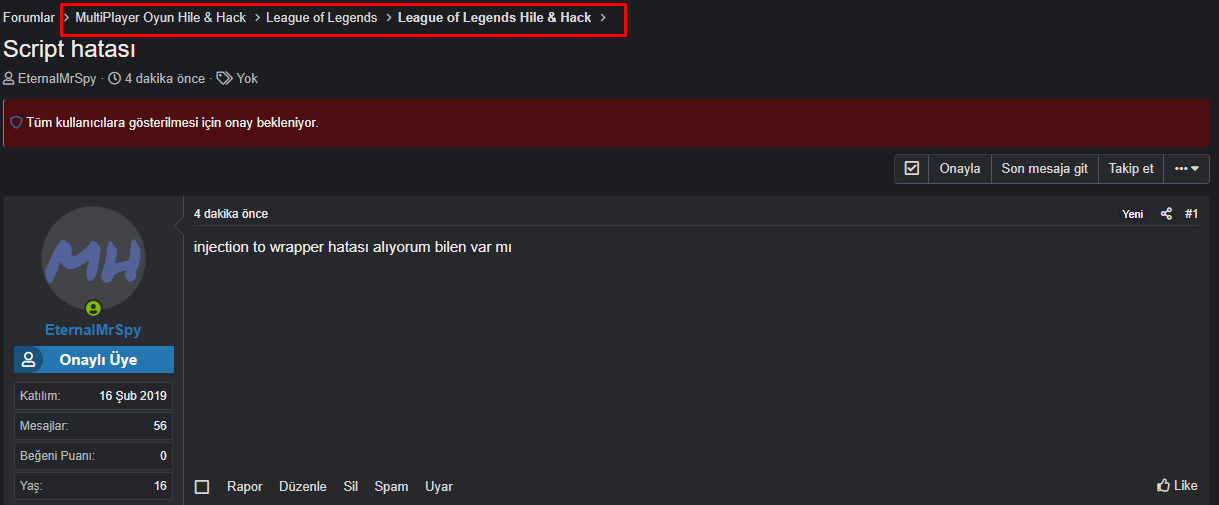 Forumlar > MultiPlayer Oyun Hile & Hack > League of Legends > League of Legends Hile & Hack >
Script hatası
EternalMrSpy · 4 dakika önce · Yok
Tüm kullanıcılara gösterilmesi için onay bekleniyor.
Onayla Son mesaja git Takip et •••
4 dakika önce Yeni #1
injection to wrapper hatası alıyorum bilen var mı
MH
EternalMrSpy
Onaylı Üye
Katılım: 16 Şub 2019
Mesajlar: 56
Beğeni Puanı: 0
Yaş: 16
Rapor Düzenle Sil Spam Uyar Like